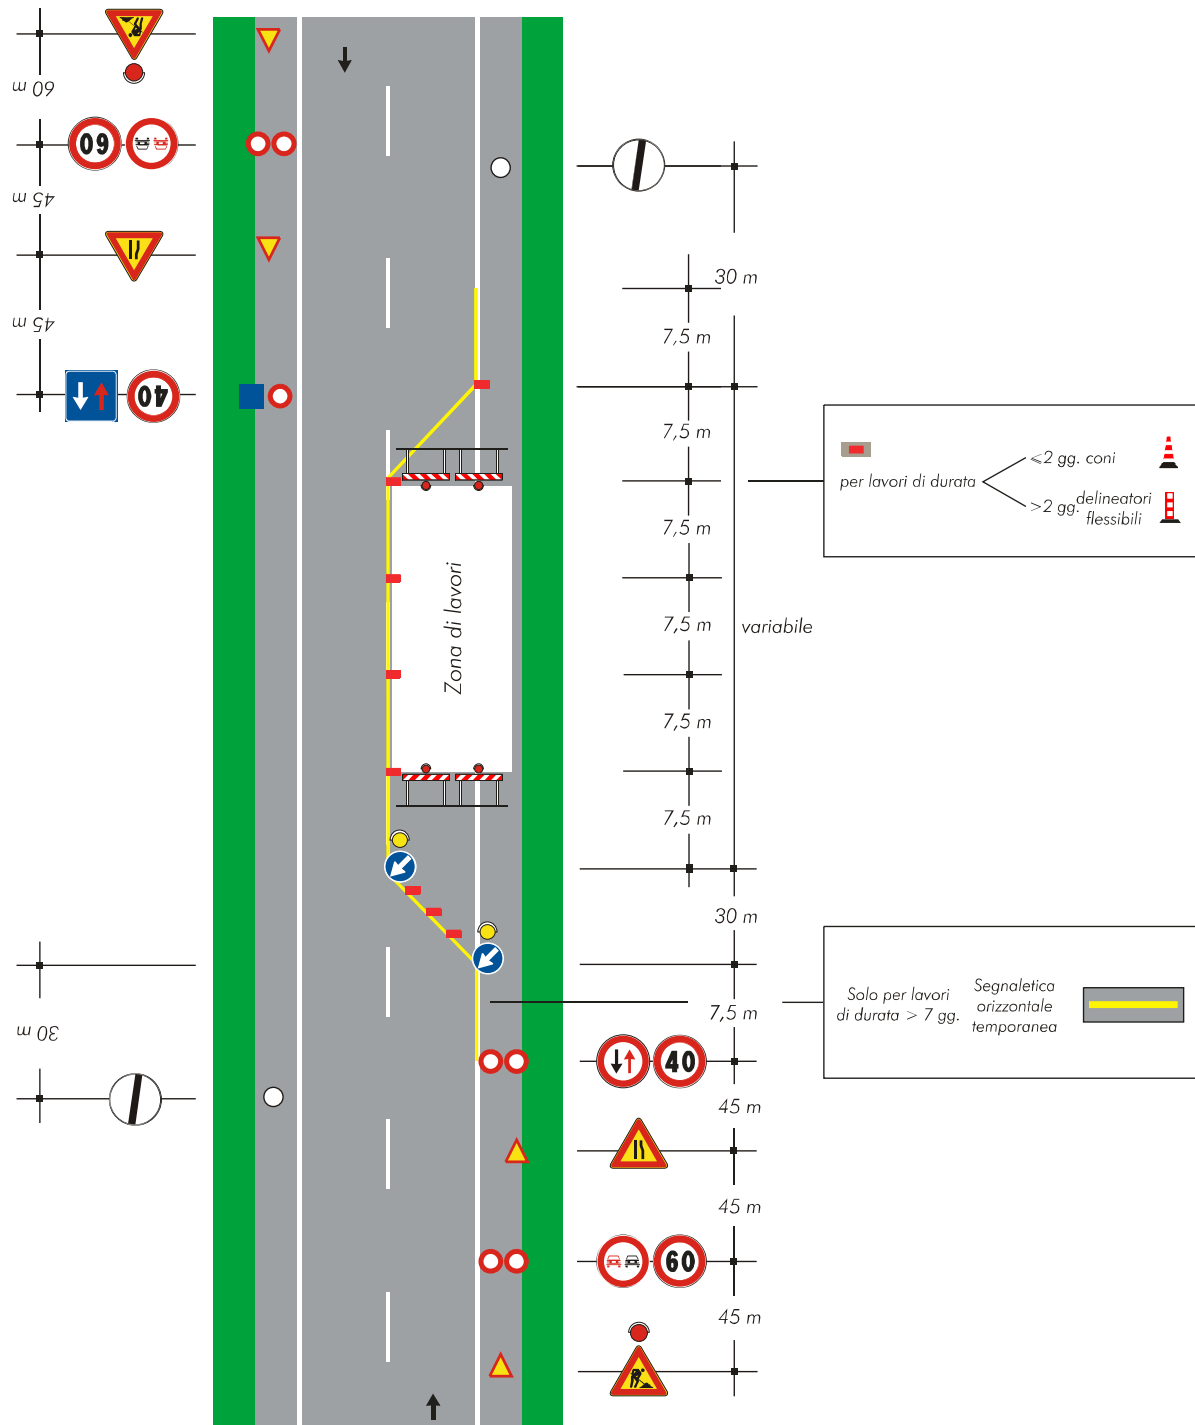 60 m
60
45 m
45 m
40
30 m
7,5 m
7,5 m
7,5 m
7,5 m
7,5 m
7,5 m
variabile
Zona di lavori
per lavori di durata
⩽2 gg. coni
>2 gg. delineatori
flessibili
30 m
7,5 m
Solo per lavori
di durata > 7 gg.
Segnaletica
orizzontale
temporanea
30 m
40
45 m
45 m
60
45 m